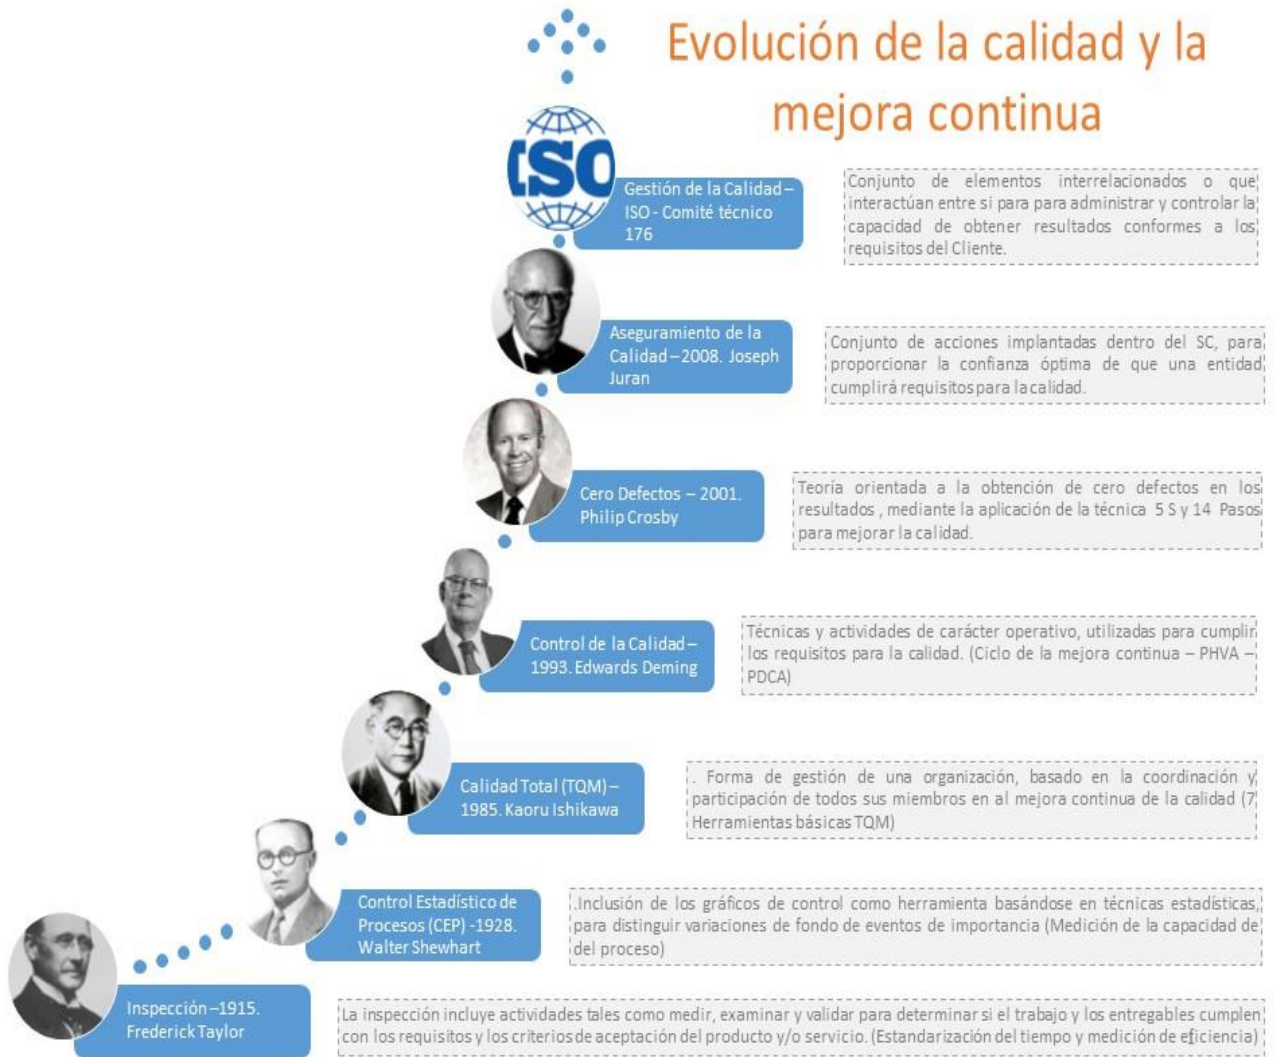 Evolución de la calidad y la
mejora continua
ISO
Gestión de la Calidad –
ISO - Comité técnico
176
Conjunto de elementos interrelacionados o que
interactúan entre si para para administrar y controlar la
capacidad de obtener resultados conformes a los
requisitos del Cliente.
Aseguramiento de la
Calidad – 2008. Joseph
Juran
Conjunto de acciones implantadas dentro del SC, para
proporcionar la confianza óptima de que una entidad
cumplirá requisitos para la calidad.
Cero Defectos – 2001.
Philip Crosby
Teoría orientada a la obtención de cero defectos en los
resultados , mediante la aplicación de la técnica 5 S y 14 Pasos
para mejorar la calidad.
Control de la Calidad –
1993. Edwards Deming
Técnicas y actividades de carácter operativo, utilizadas para cumplir
los requisitos para la calidad. (Ciclo de la mejora continua – PHVA –
PDCA)
Calidad Total (TQM) –
1985. Kaoru Ishikawa
. Forma de gestión de una organización, basado en la coordinación y
participación de todos sus miembros en al mejora continua de la calidad (7
Herramientas básicas TQM)
Control Estadístico de
Procesos (CEP) -1928.
Walter Shewhart
.Inclusión de los gráficos de control como herramienta basándose en técnicas estadísticas,
para distinguir variaciones de fondo de eventos de importancia (Medición de la capacidad de
del proceso)
Inspección –1915.
Frederick Taylor
La inspección incluye actividades tales como medir, examinar y validar para determinar si el trabajo y los entregables cumplen
con los requisitos y los criterios de aceptación del producto y/o servicio. (Estandarización del tiempo y medición de eficiencia)